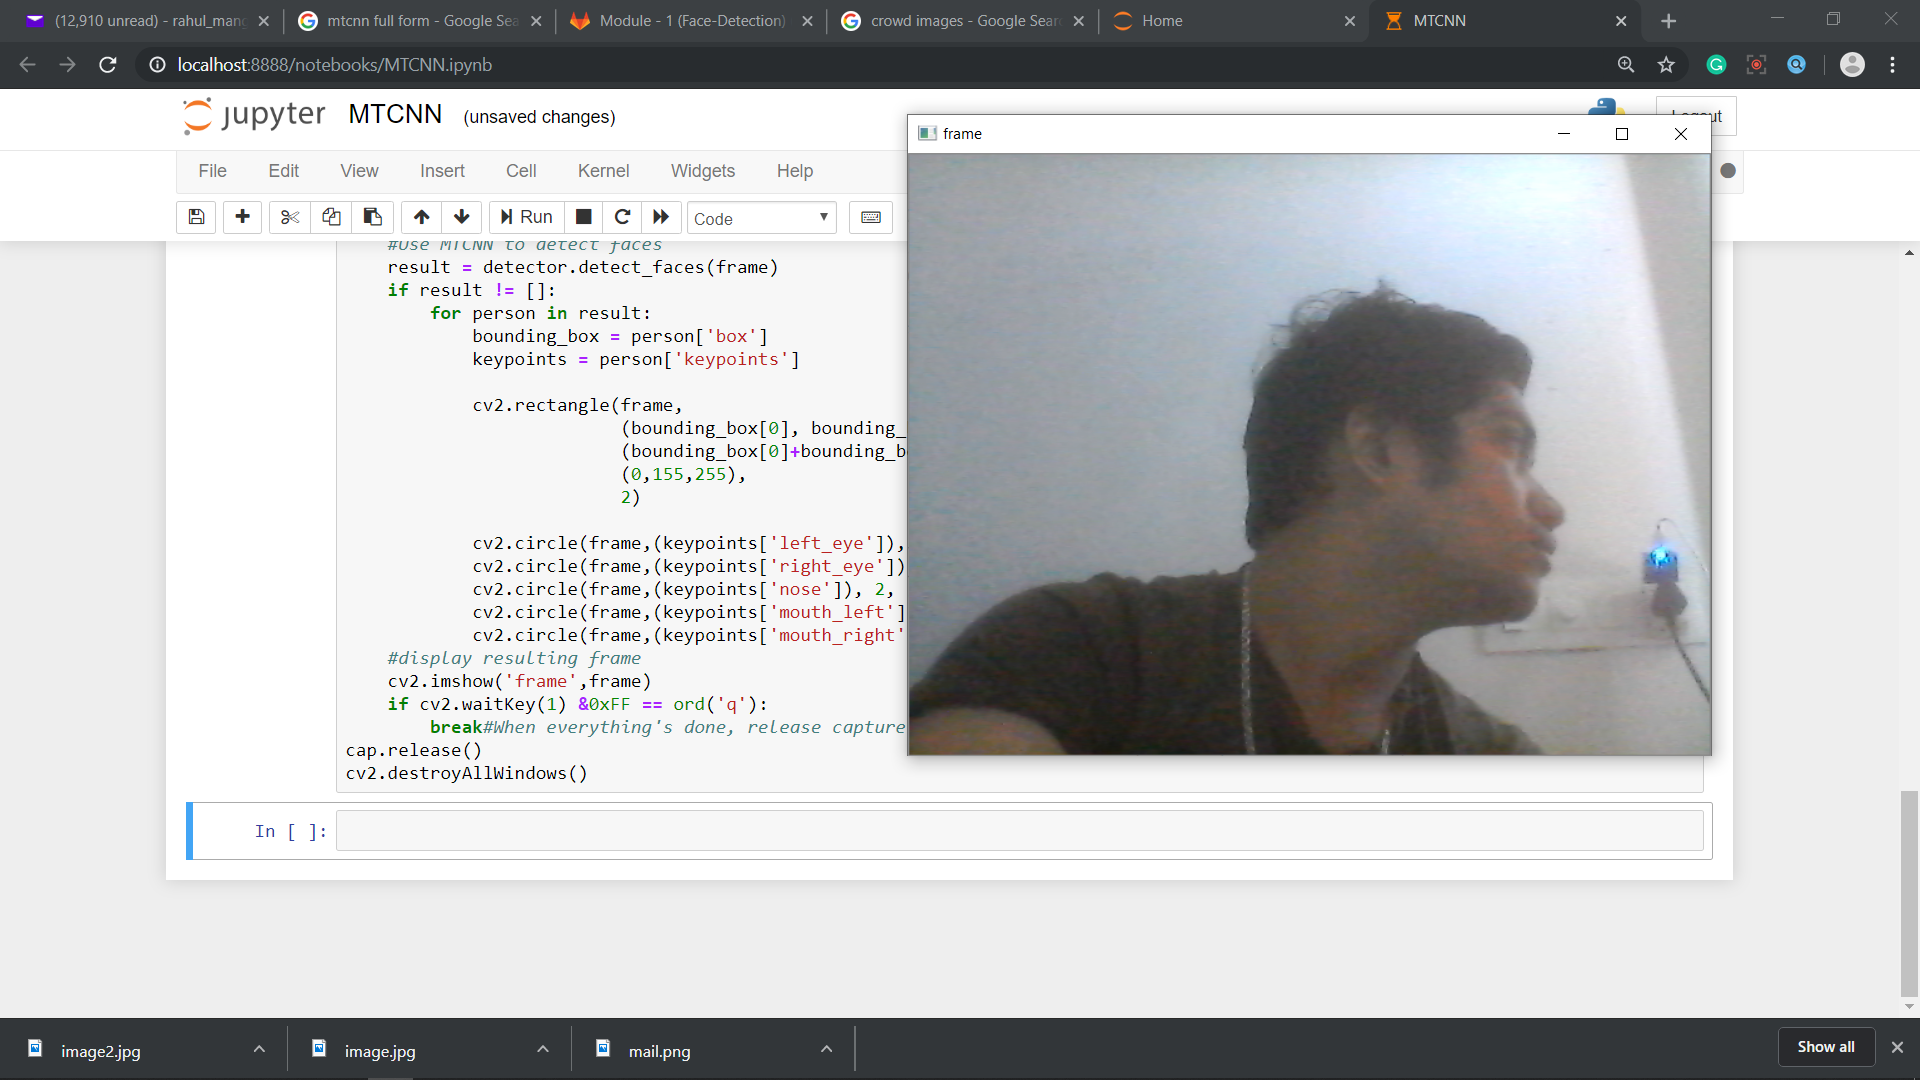 (12,910 unread) - rahul_mang
mtcnn full form - Google Sea
Module - 1 (Face-Detection)
crowd images - Google Sear
Home
MTCNN
localhost:8888/notebooks/MTCNN.ipynb
jupyter MTCNN (unsaved changes)
File Edit View Insert Cell Kernel Widgets Help
Run
Code
frame
#Use MTCNN to detect faces
result = detector.detect_faces(frame)
if result != []:
for person in result:
bounding_box = person['box']
keypoints = person['keypoints']
cv2.rectangle(frame,
(bounding_box[0], bounding_
(bounding_box[0]+bounding_b
(0,155,255),
2)
cv2.circle(frame,(keypoints['left_eye']),
cv2.circle(frame,(keypoints['right_eye'])
cv2.circle(frame,(keypoints['nose']), 2,
cv2.circle(frame,(keypoints['mouth_left']
cv2.circle(frame,(keypoints['mouth_right'
#display resulting frame
cv2.imshow('frame',frame)
if cv2.waitKey(1) &0xFF == ord('q'):
break#When everything's done, release capture
cap.release()
cv2.destroyAllWindows()
In [ ]:
image2.jpg
image.jpg
mail.png
Show all